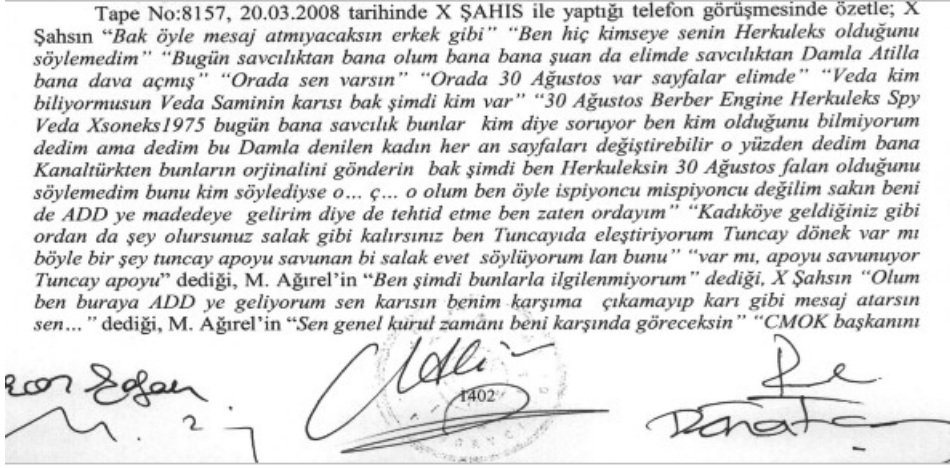 Tape No:8157, 20.03.2008 tarihinde X ŞAHIS ile yaptığı telefon görüşmesinde özetle; X
Şahsın “Bak öyle mesaj atmıyacaksın erkek gibi” “Ben hiç kimseye senin Herkuleks olduğunu
söylemedim” “Bugün savcılıktan bana olum bana bana şuan da elimde savcılıktan Damla Atilla
bana dava açmış” “Orada sen varsın” “Orada 30 Ağustos var sayfalar elimde” “Veda kim
biliyormusun Veda Saminin karısı bak şimdi kim var” “30 Ağustos Berber Engine Herkuleks Spy
Veda Xsoneks1975 bugün bana savcılık bunlar kim diye soruyor ben kim olduğunu bilmiyorum
dedim ama dedim bu Damla denilen kadın her an sayfaları değiştirebilir o yüzden dedim bana
Kanaltürkten bunların orjinalini gönderin bak şimdi ben Herkuleksin 30 Ağustos falan olduğunu
söylemedim bunu kim söylediyse o... ç... o olum ben öyle ispiyoncu mispiyoncu değilim sakın beni
de ADD ye madedeye gelirim diye de tehtid etme ben zaten ordayım” “Kadıköye geldiğiniz gibi
ordan da şey olursunuz salak gibi kalırsınız ben Tuncayıda eleştiriyorum Tuncay dönek var mı
böyle bir şey tuncay apoyu savunan bi salak evet söylüyorum lan bunu” “var mı, apoyu savunuyor
Tuncay apoyu” dediği, M. Ağırel’in “Ben şimdi bunlarla ilgilenmiyorum” dediği, X Şahsın “Olum
ben buraya ADD ye geliyorum sen karısın benim karşıma çıkamayıp karı gibi mesaj atarsın
sen... ” dediği, M. Ağırel’in “Sen genel kurul zamanı beni karşında göreceksin” “CMOK başkanını
1402